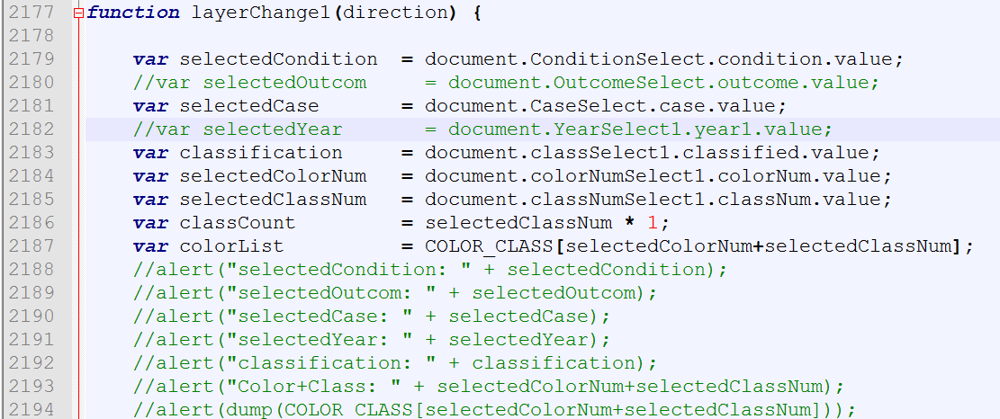 2177 function layerChange1(direction) {
2178
2179 var selectedCondition = document.ConditionSelect.condition.value;
2180 //var selectedOutcom = document.OutcomeSelect.outcome.value;
2181 var selectedCase = document.CaseSelect.case.value;
2182 //var selectedYear = document.YearSelect1.year1.value;
2183 var classification = document.classSelect1.classified.value;
2184 var selectedColorNum = document.colorNumSelect1.colorNum.value;
2185 var selectedClassNum = document.classNumSelect1.classNum.value;
2186 var classCount = selectedClassNum * 1;
2187 var colorList = COLOR_CLASS[selectedColorNum+selectedClassNum];
2188 //alert("selectedCondition: " + selectedCondition);
2189 //alert("selectedOutcom: " + selectedOutcom);
2190 //alert("selectedCase: " + selectedCase);
2191 //alert("selectedYear: " + selectedYear);
2192 //alert("classification: " + classification);
2193 //alert("Color+Class: " + selectedColorNum+selectedClassNum);
2194 //alert(dump(COLOR_CLASS[selectedColorNum+selectedClassNum]));